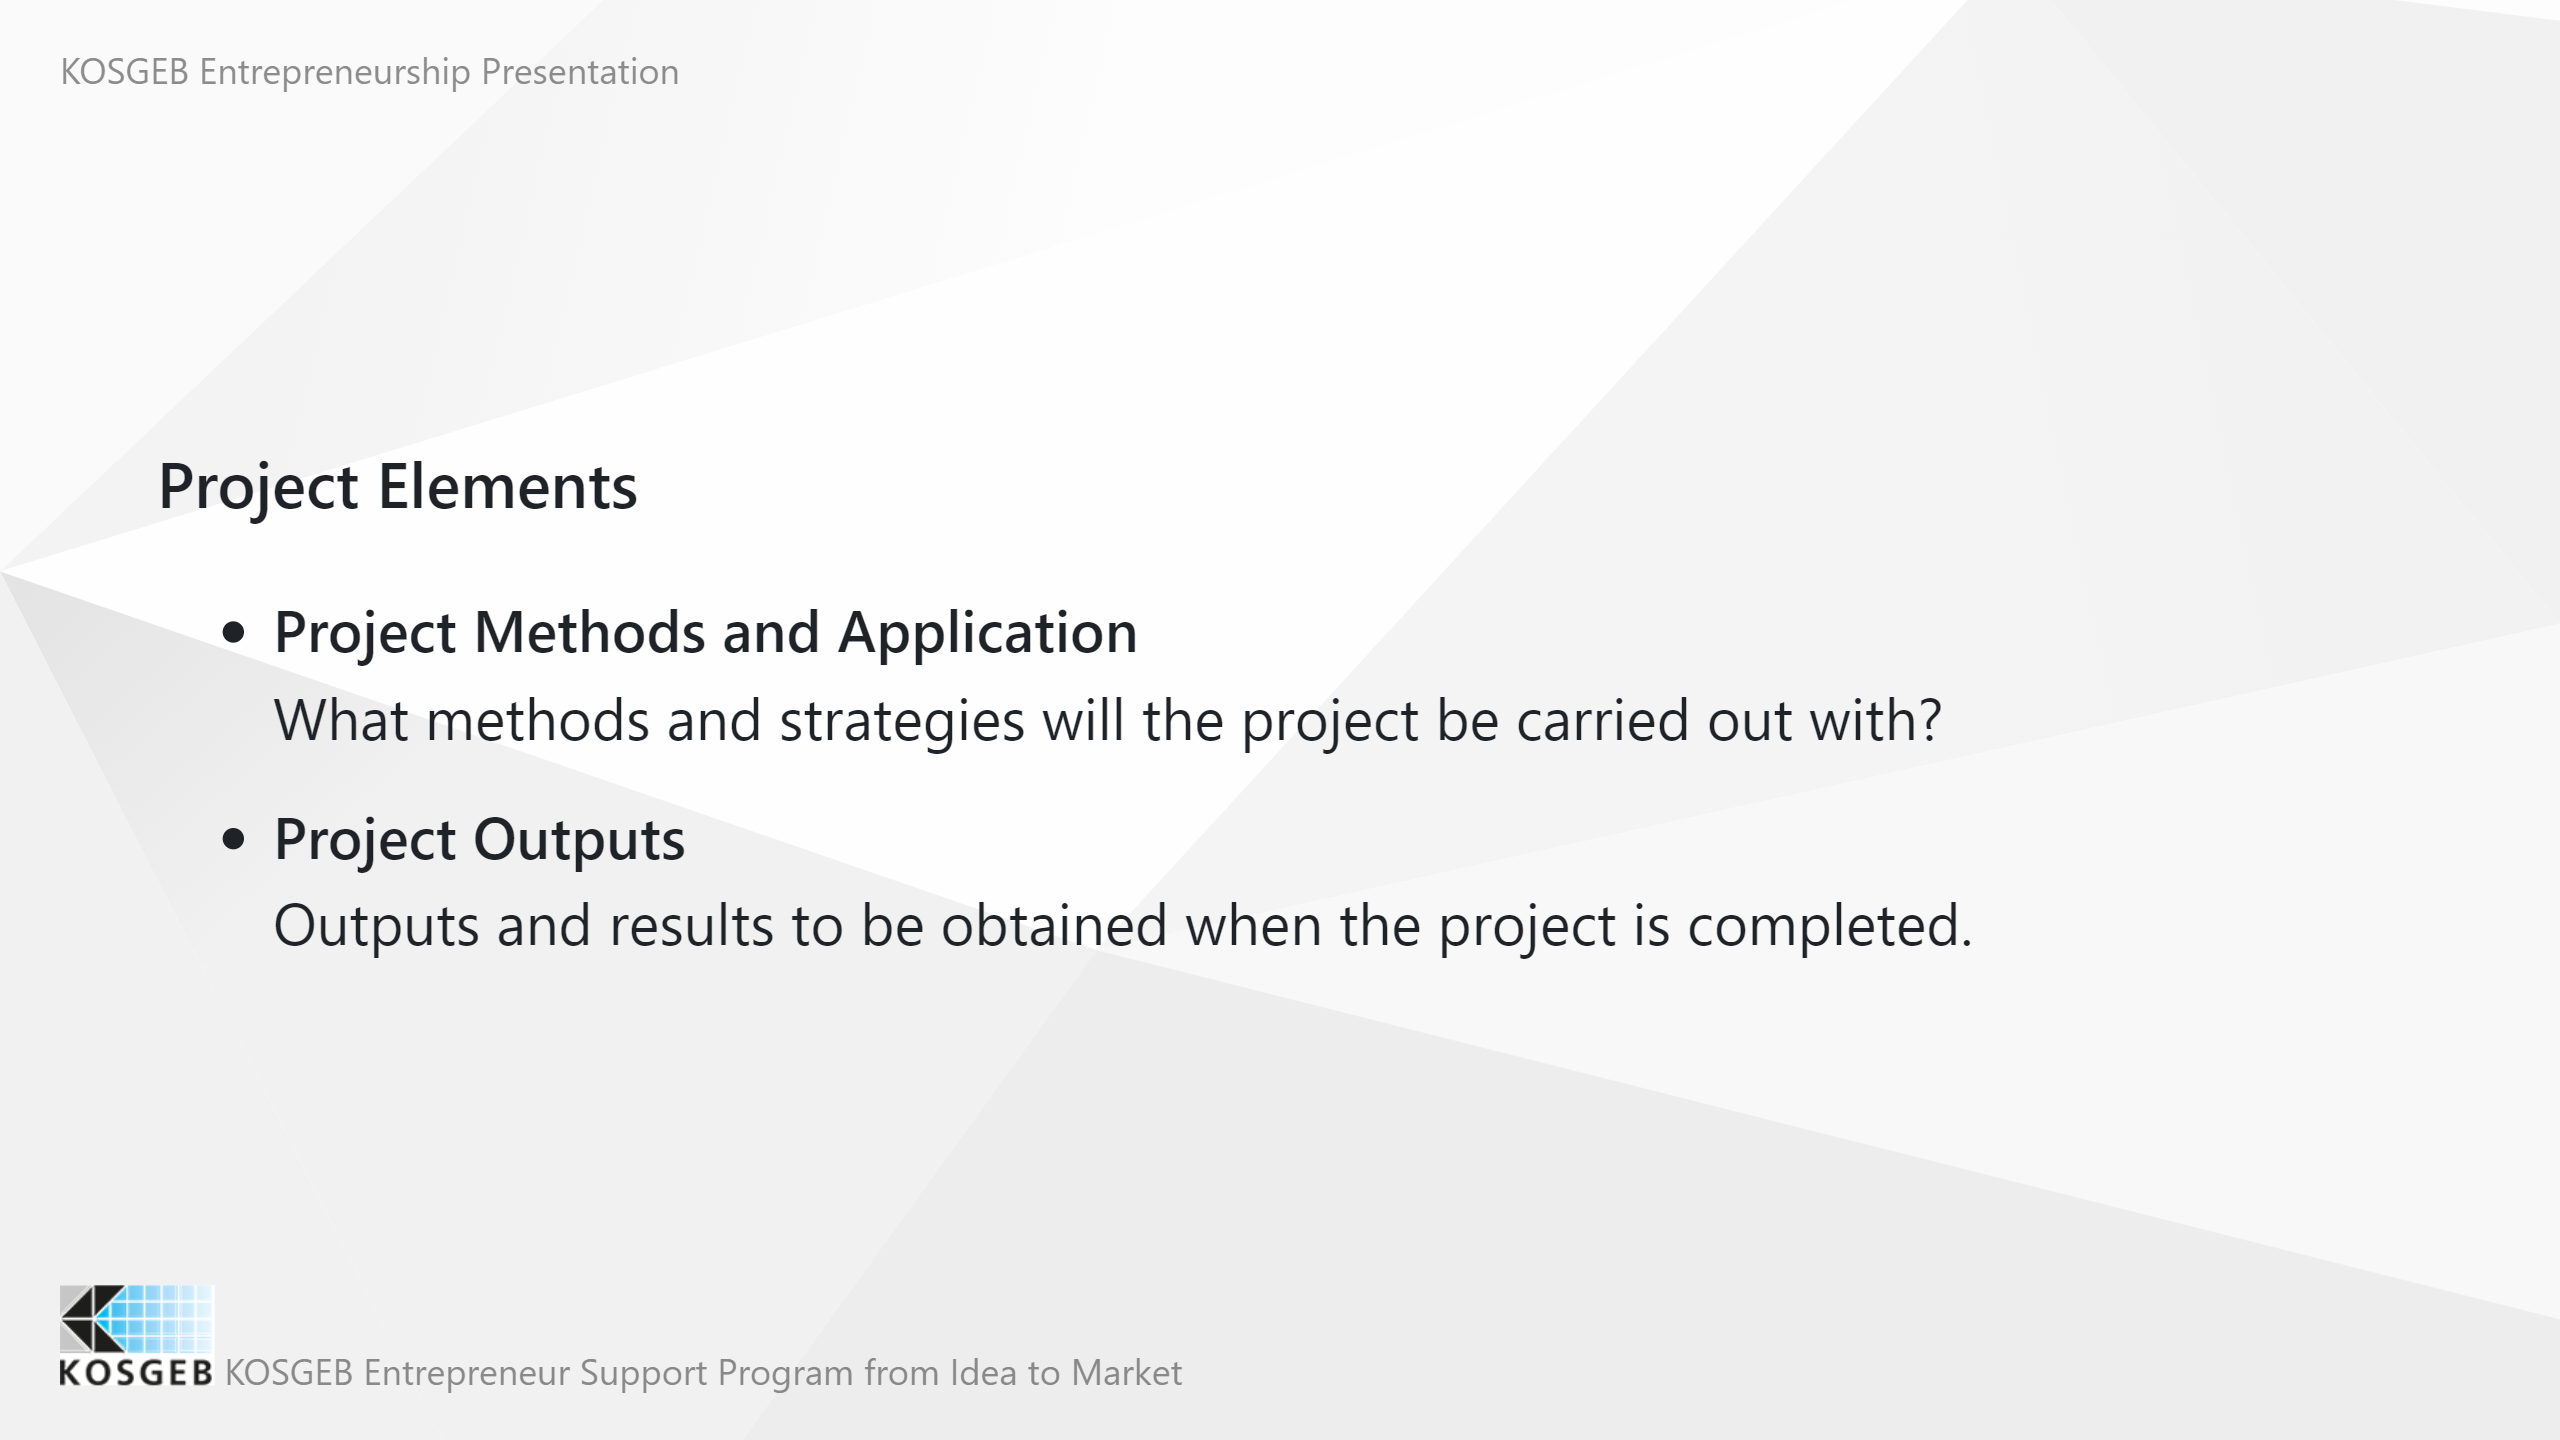 KOSGEB Entrepreneurship Presentation
Project Elements
• Project Methods and Application
What methods and strategies will the project be carried out with?
• Project Outputs
Outputs and results to be obtained when the project is completed.
KOSGEB KOSGEB Entrepreneur Support Program from Idea to Market